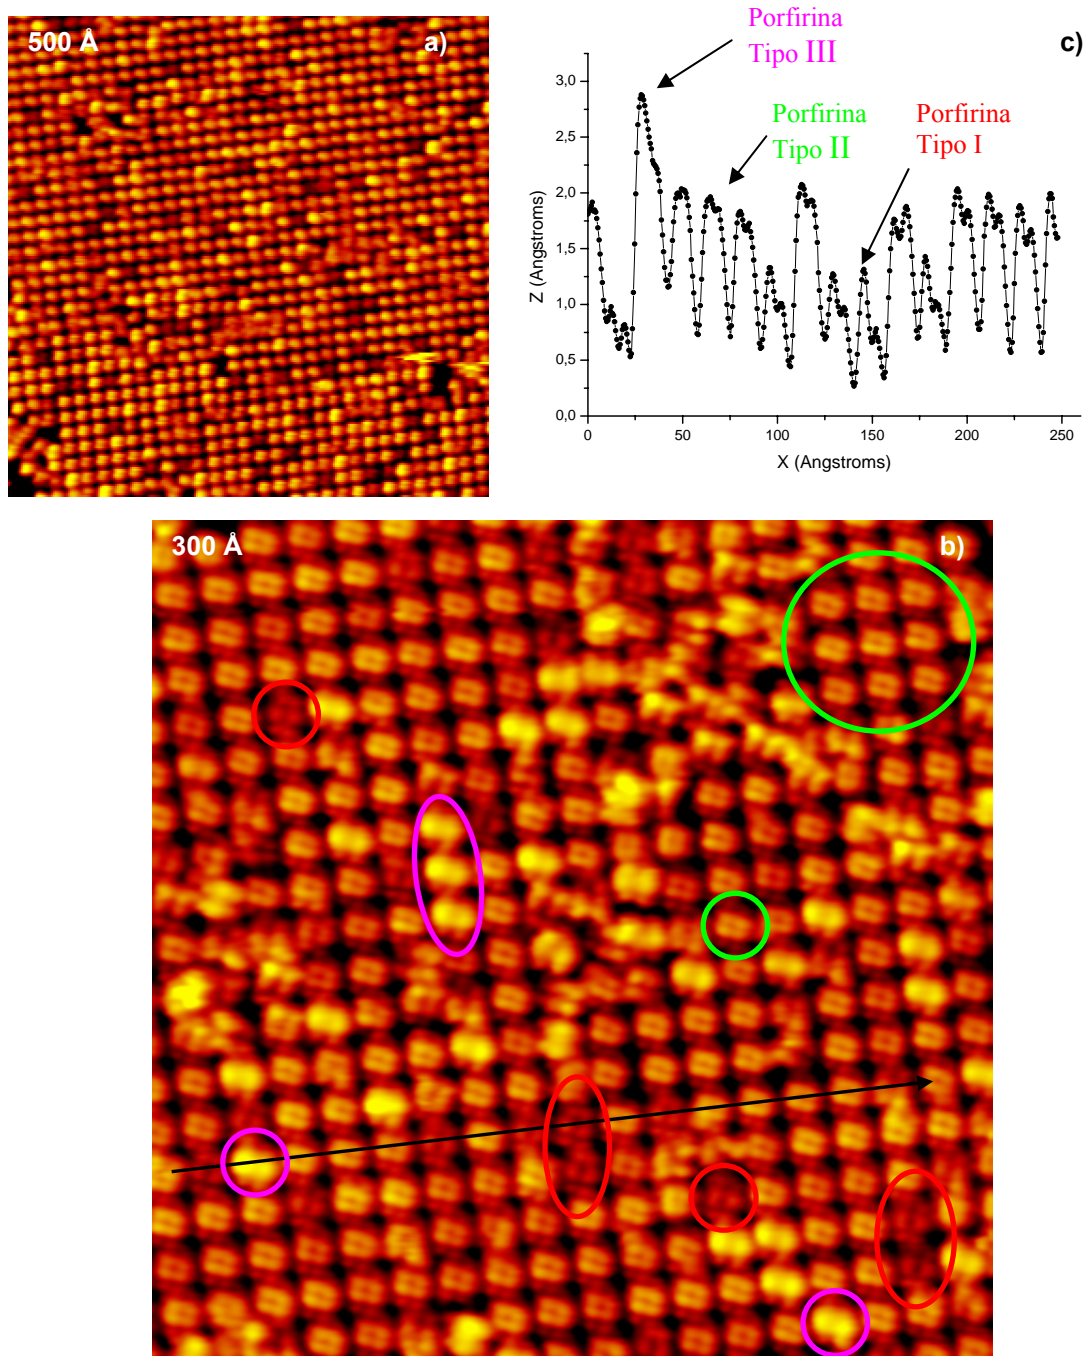 500 Å
a)
Porfirina
Tipo III
c)
Porfirina
Tipo II
Porfirina
Tipo I
3.0
2.5
2.0
1.5
1.0
0.5
0.0
Z (Angstroms)
0
50
100
150
200
250
X (Angstroms)
300 Å
b)